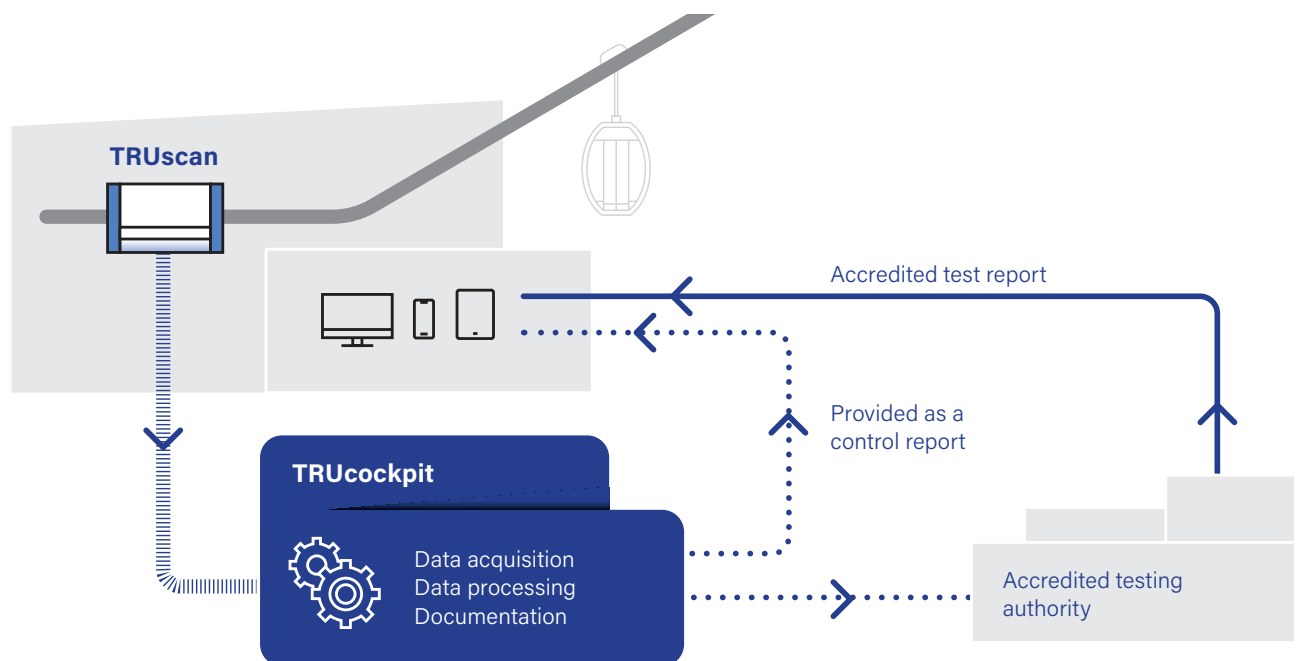 TRUscan
Accredited test report
Provided as a
control report
TRUcockpit
Data acquisition
Data processing
Documentation
Accredited testing
authority